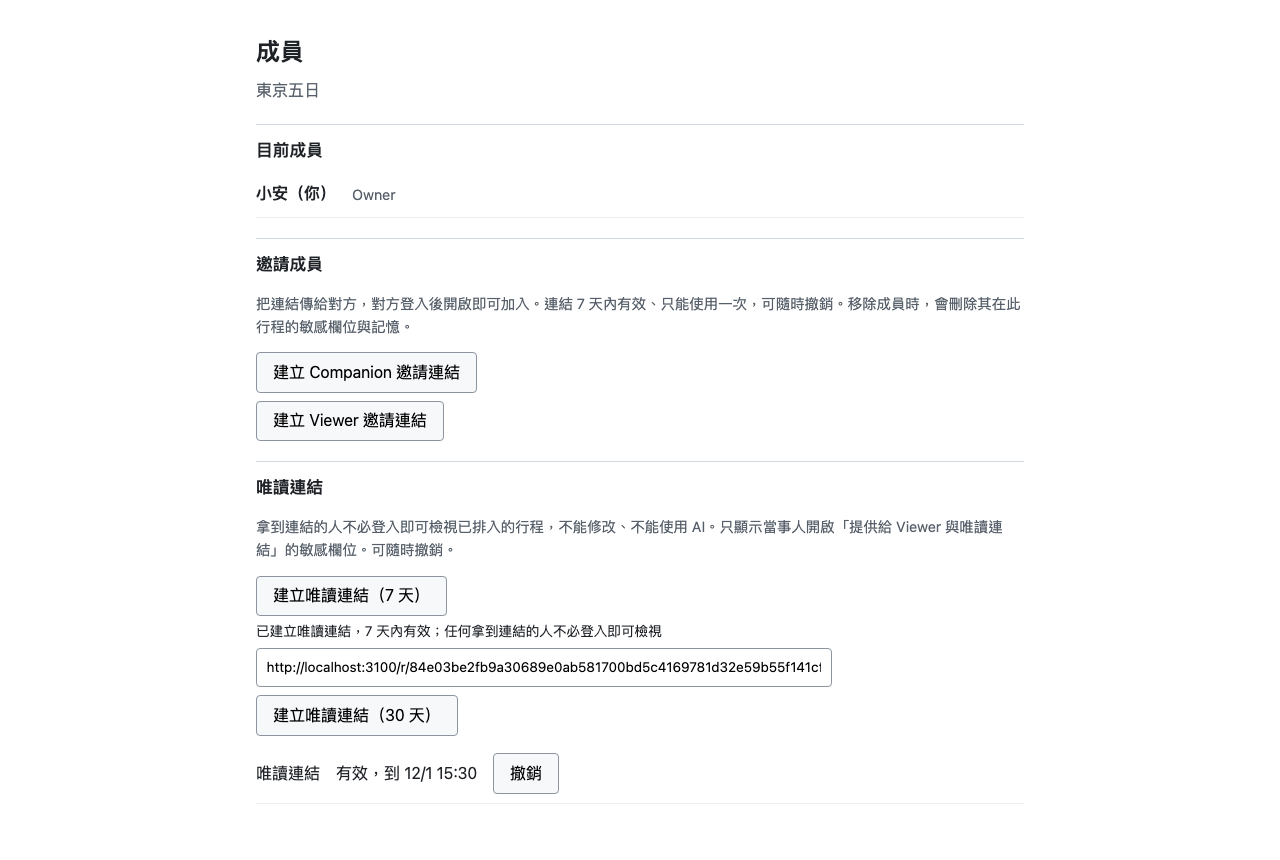 成員
東京五日
目前成員
小安（你） Owner
邀請成員
把連結傳給對方，對方登入後開啟即可加入。連結 7 天內有效、只能使用一次，可隨時撤銷。移除成員時，會刪除其在此
行程的敏感欄位與記憶。
建立 Companion 邀請連結
建立 Viewer 邀請連結
唯讀連結
拿到連結的人不必登入即可檢視已排入的行程，不能修改、不能使用 AI。只顯示當事人開啟「提供給 Viewer 與唯讀連
結」的敏感欄位。可隨時撤銷。
建立唯讀連結（7 天）
已建立唯讀連結，7 天內有效；任何拿到連結的人不必登入即可檢視
http://localhost:3100/r/84e03be2fb9a30689e0ab581700bd5c4169781d32e59b55f141c
建立唯讀連結（30 天）
唯讀連結 有效，到 12/1 15:30 撤銷